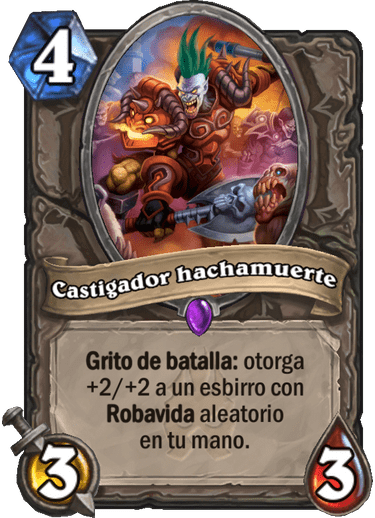 4
Castigador hachamuerte
Grito de batalla: otorga
+2/+2 a un esbirro con
Robavida aleatorio
en tu mano.
3 3